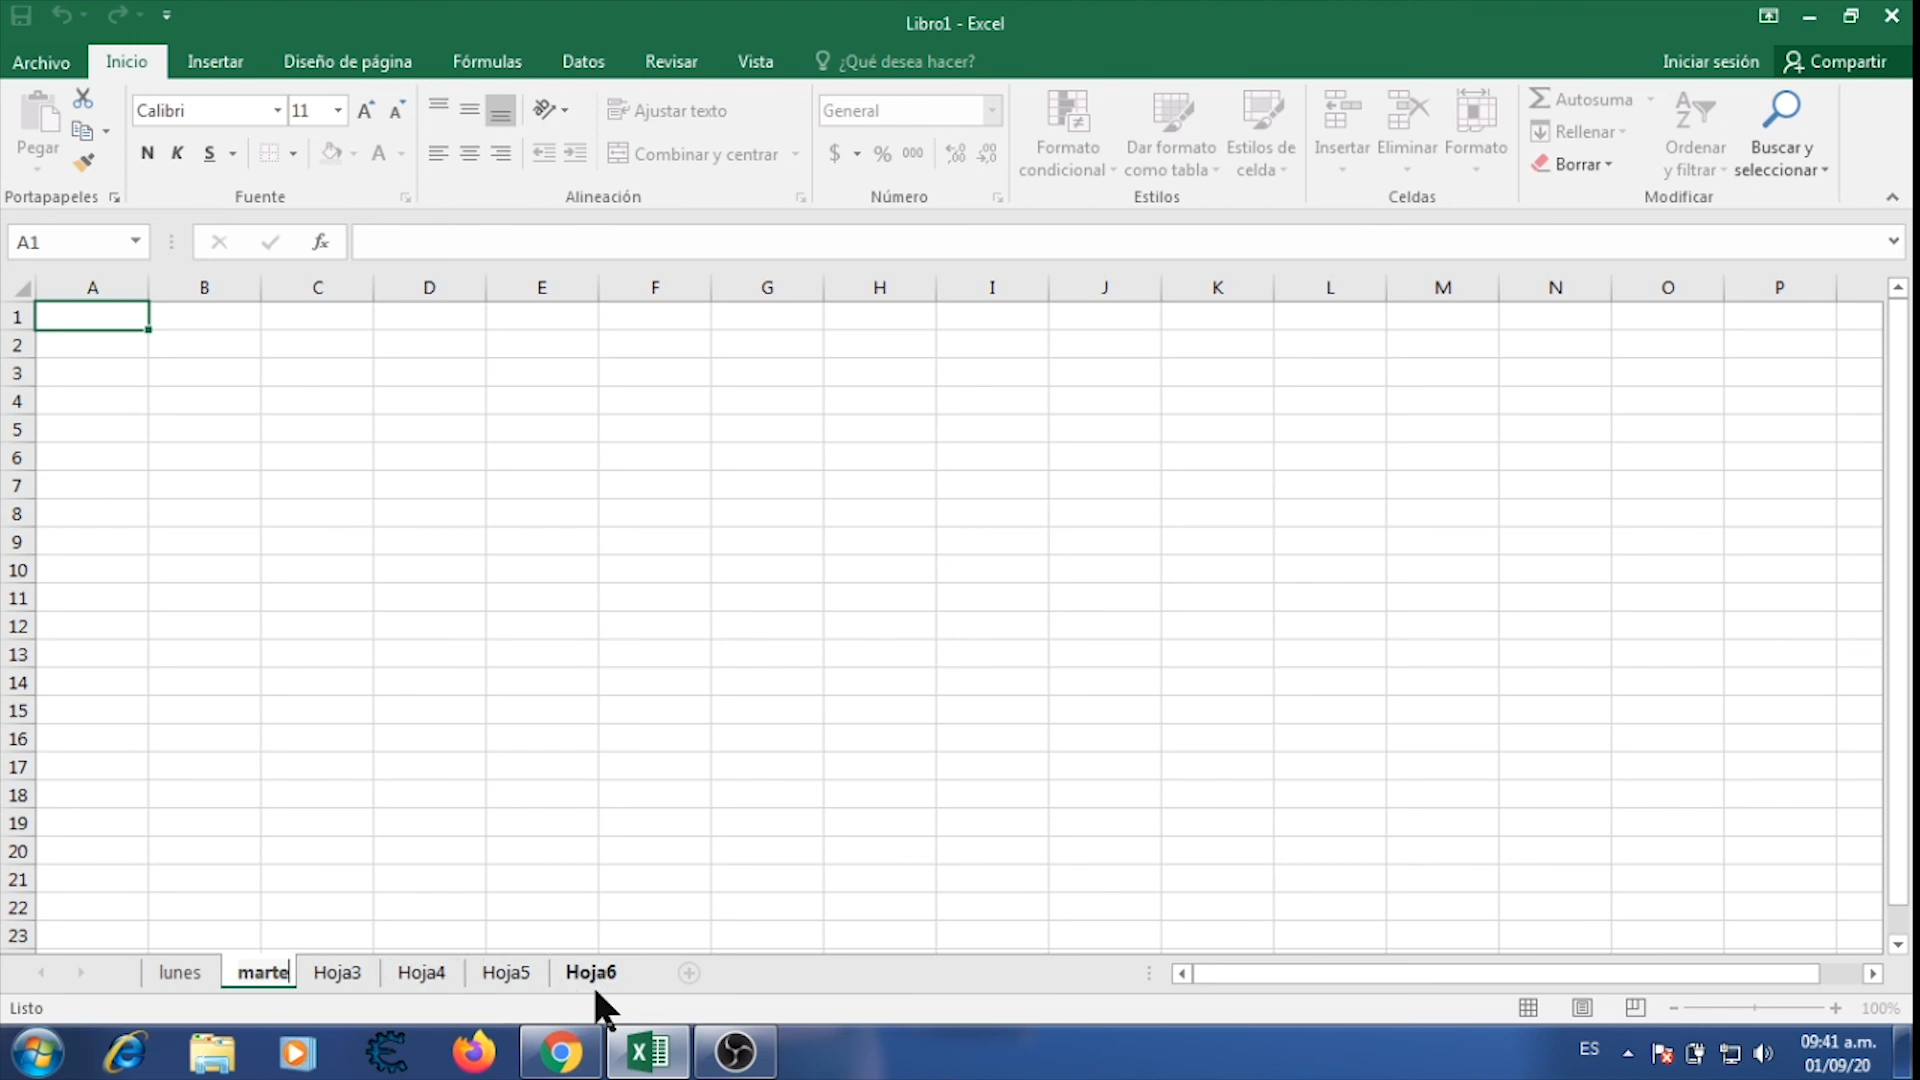 Libro1 - Excel
Archivo Inicio Insertar Diseño de página Fórmulas Datos Revisar Vista ¿Qué desea hacer? Iniciar sesión Compartir
Calibri 11 Ajustar texto General Autosuma
Pegar Formato Dar formato Estilos de Insertar Eliminar Formato Rellenar Ordenar Buscar y
N K S A Combinar y centrar $ % 000 condicional como tabla celda Borrar y filtrar seleccionar
Portapapeles Fuente Alineación Número Estilos Celdas Modificar
A1 fx
A B C D E F G H I J K L M N O P
1
2
3
4
5
6
7
8
9
10
11
12
13
14
15
16
17
18
19
20
21
22
23
lunes marte Hoja3 Hoja4 Hoja5 Hoja6
Listo 100%
ES 09:41 a.m.
01/09/20